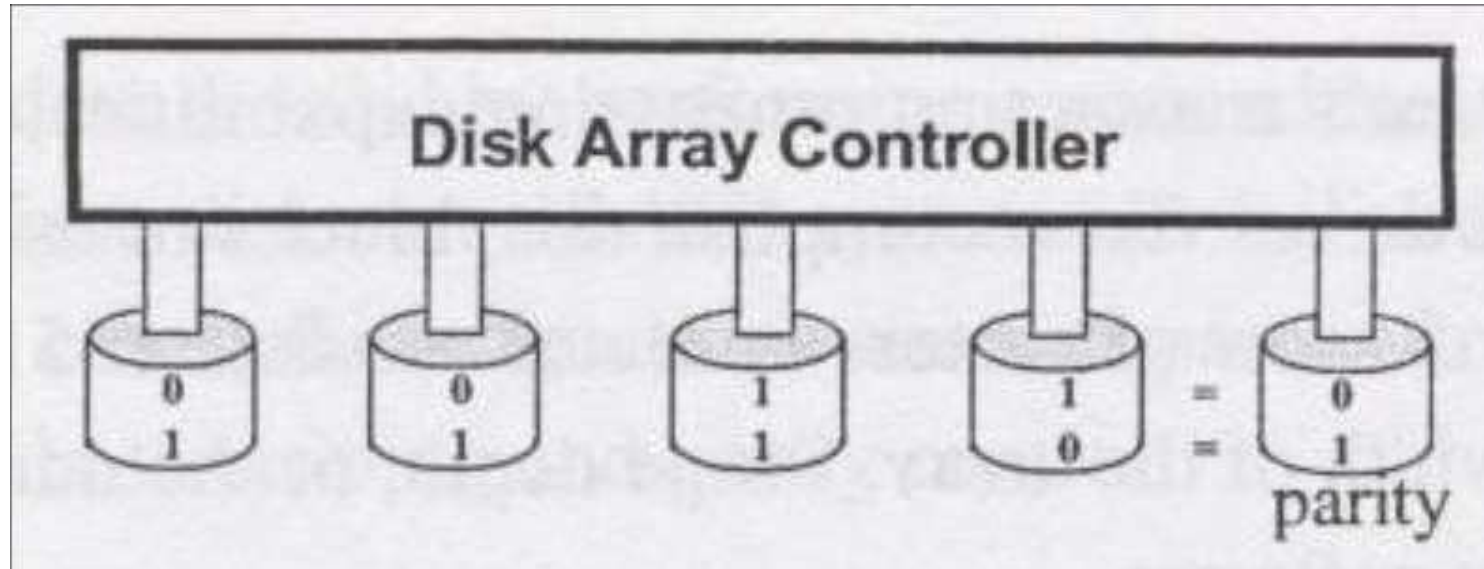 Disk Array Controller
0 0 1 1 = 0
1 1 1 0 = 1
parity